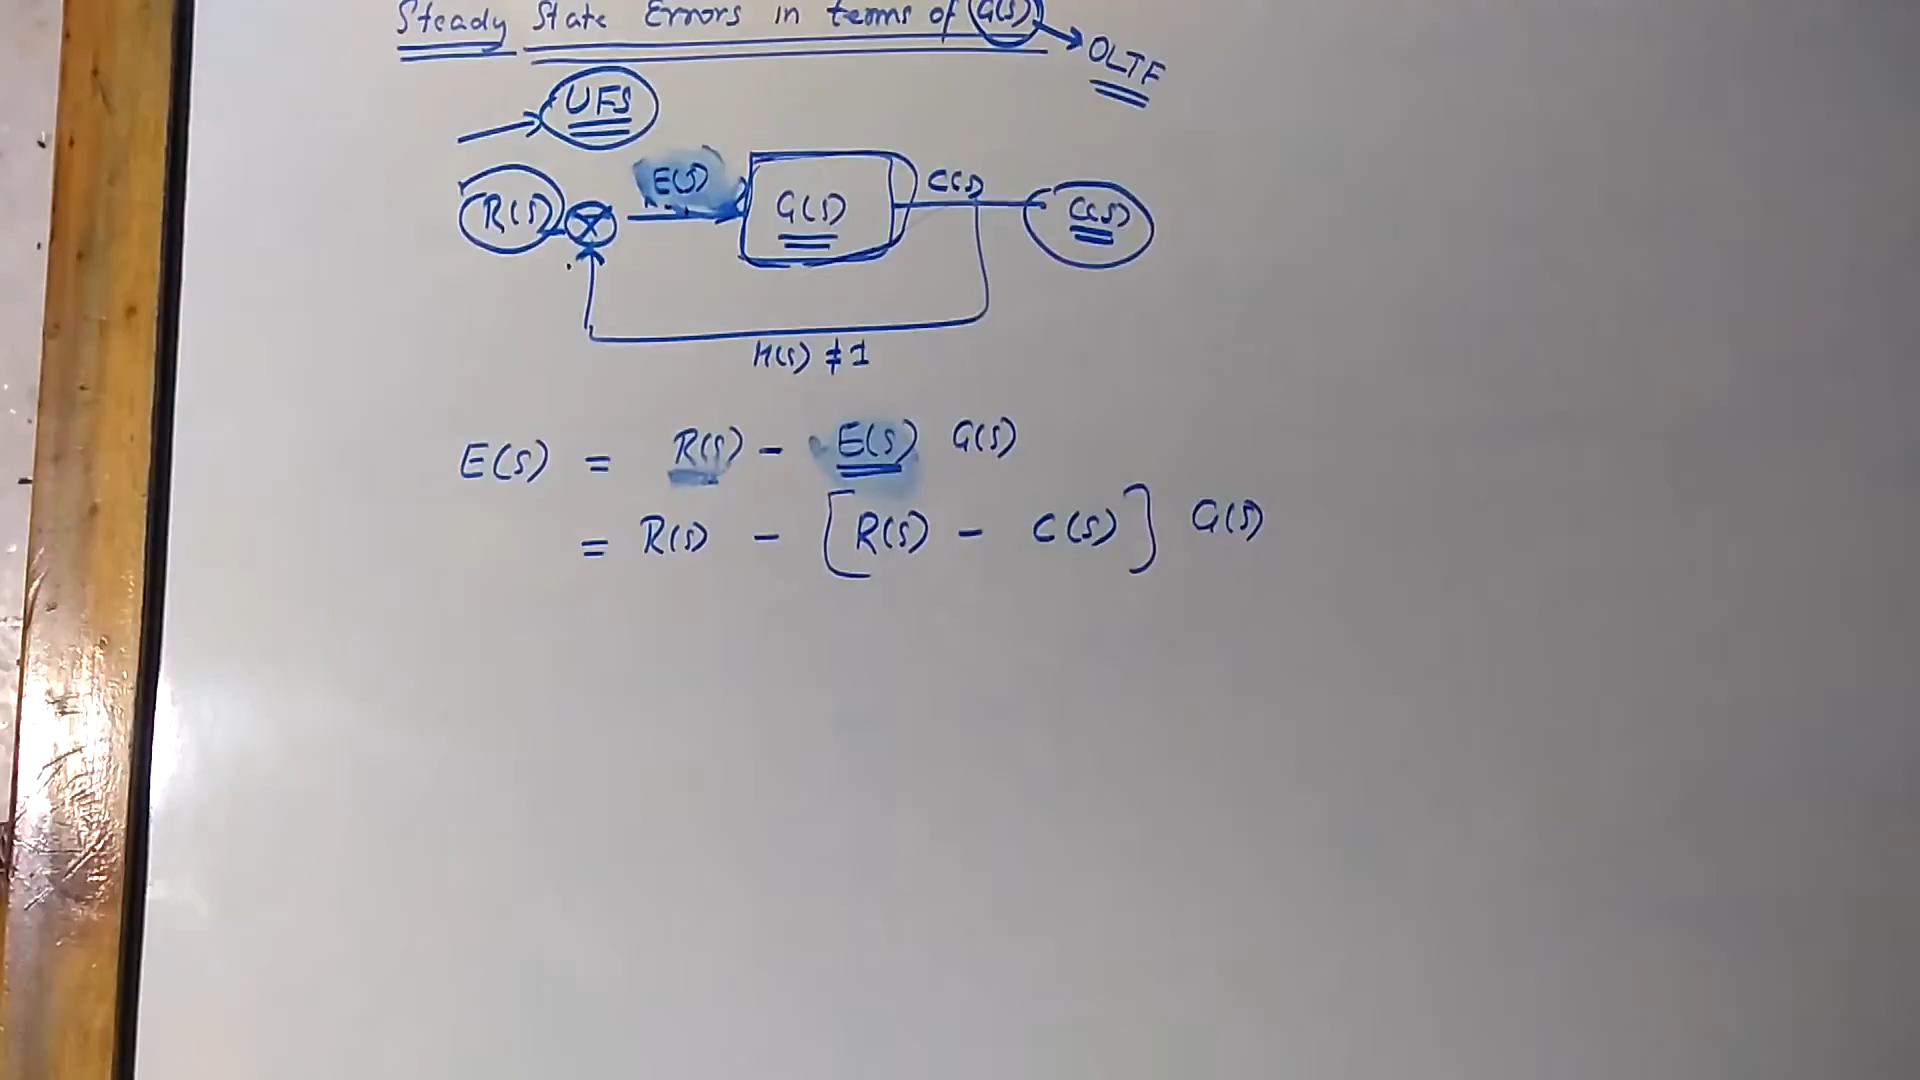 Steady State Errors in terms of G(s)
OLTF
UFS
R(s) E(s) G(s) C(s) C(s)
H(s) ≠ 1
E(s) = R(s) - E(s) G(s)
= R(s) - [R(s) - C(s)] G(s)